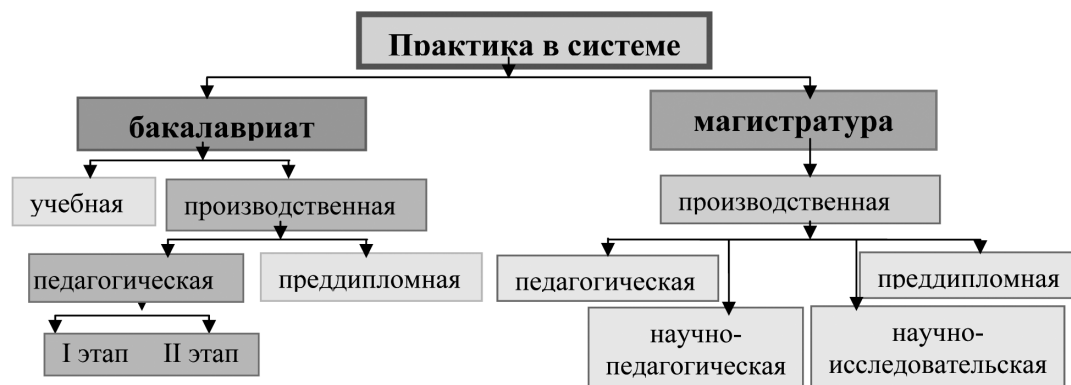 Практика в системе
бакалавриат
магистратура
учебная
производственная
производственная
педагогическая
преддипломная
педагогическая
преддипломная
I этап II этап
научно-
педагогическая
научно-
исследовательская